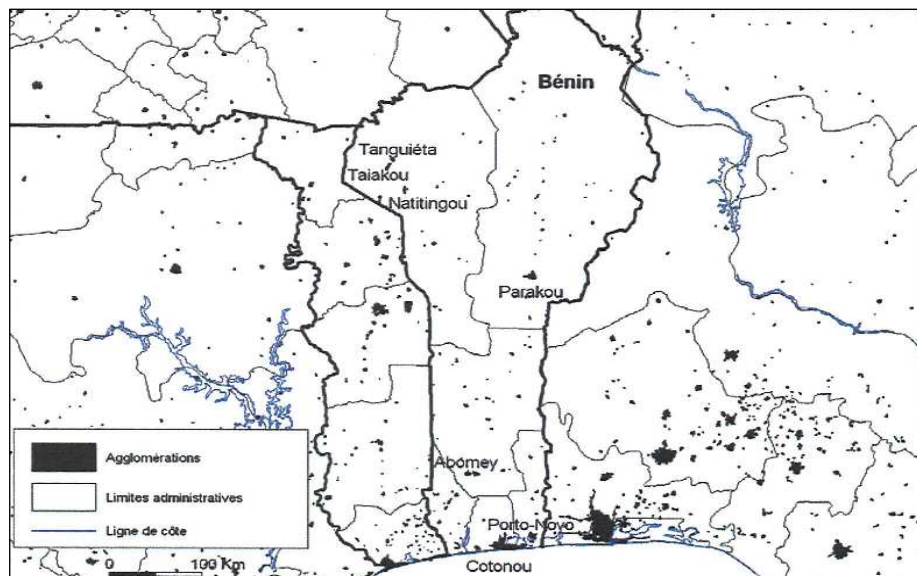 Bénin
Tanguiéta
Taiakou
Natitingou
Parakou
Abomey
Porto-Novo
Cotonou
Agglomérations
Limites administratives
Ligne de côte
0 100 Km